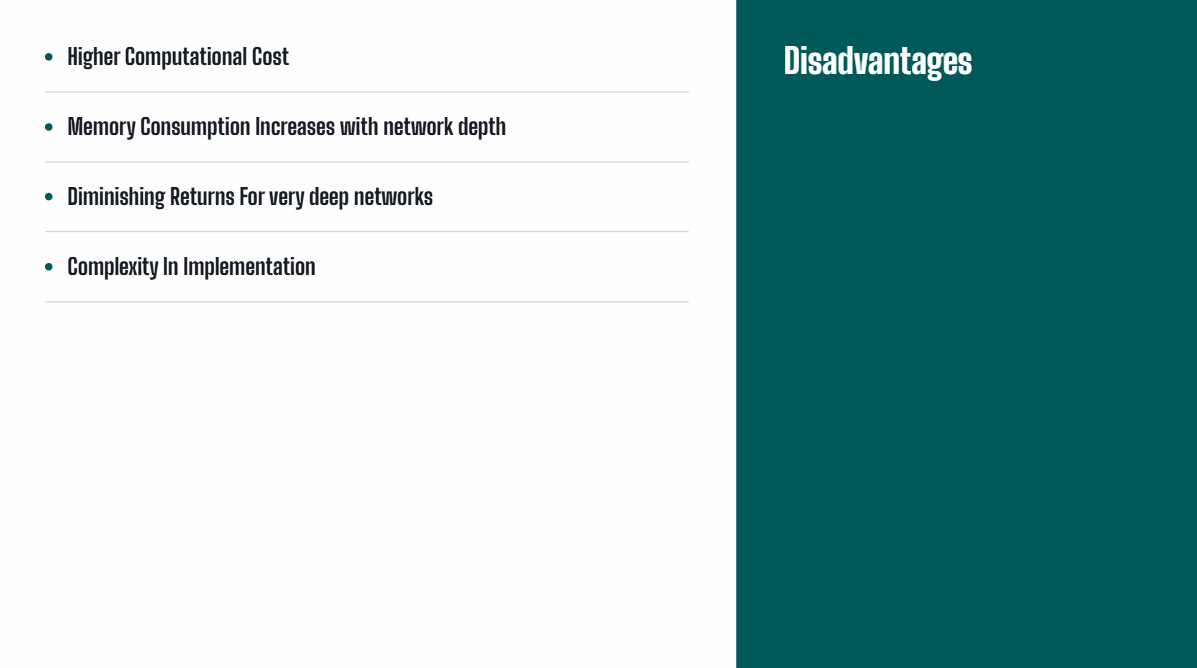 Higher Computational Cost
Memory Consumption Increases with network depth
Diminishing Returns For very deep networks
Complexity In Implementation
Disadvantages